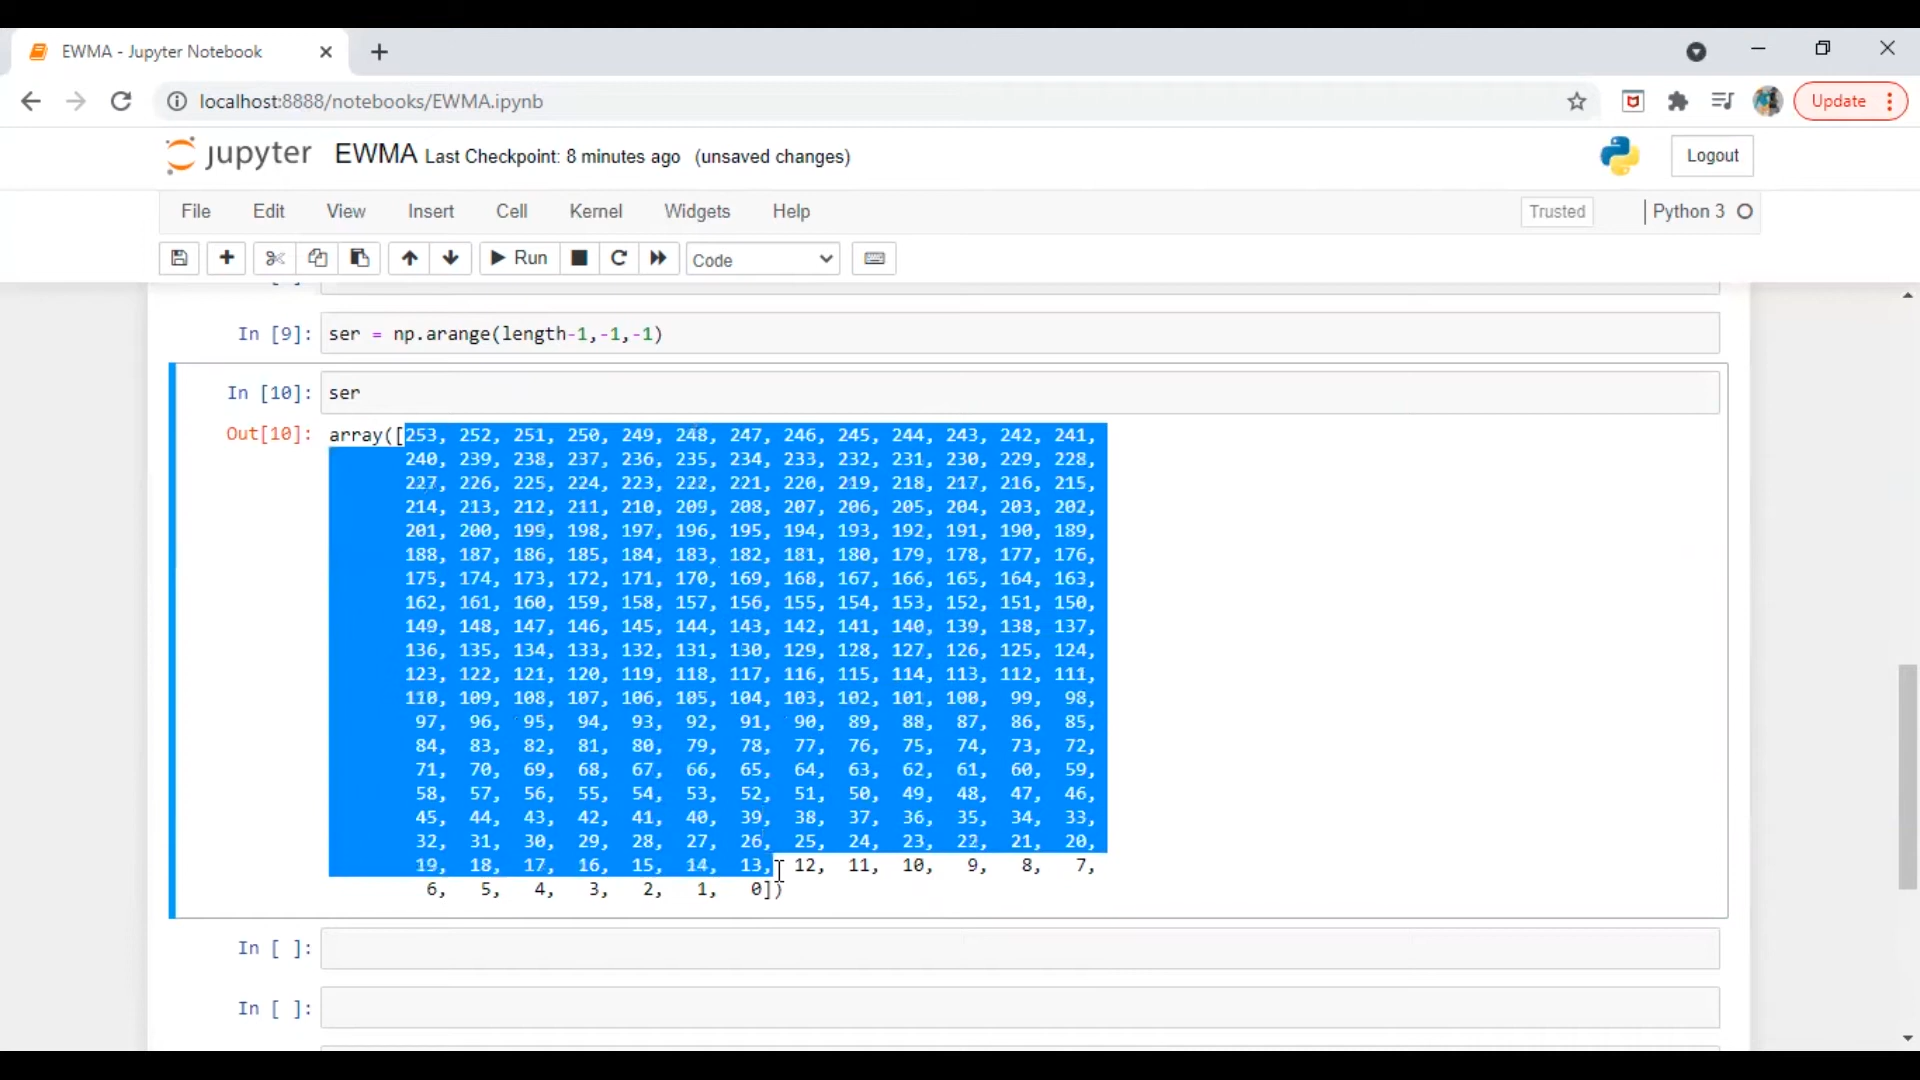 EWMA - Jupyter Notebook
localhost:8888/notebooks/EWMA.ipynb
Update
jupyter EWMA Last Checkpoint: 8 minutes ago (unsaved changes)
Logout
File Edit View Insert Cell Kernel Widgets Help
Trusted Python 3
Run Code
In [9]: ser = np.arange(length-1,-1,-1)
In [10]: ser
Out[10]: array([253, 252, 251, 250, 249, 248, 247, 246, 245, 244, 243, 242, 241,
240, 239, 238, 237, 236, 235, 234, 233, 232, 231, 230, 229, 228,
227, 226, 225, 224, 223, 222, 221, 220, 219, 218, 217, 216, 215,
214, 213, 212, 211, 210, 209, 208, 207, 206, 205, 204, 203, 202,
201, 200, 199, 198, 197, 196, 195, 194, 193, 192, 191, 190, 189,
188, 187, 186, 185, 184, 183, 182, 181, 180, 179, 178, 177, 176,
175, 174, 173, 172, 171, 170, 169, 168, 167, 166, 165, 164, 163,
162, 161, 160, 159, 158, 157, 156, 155, 154, 153, 152, 151, 150,
149, 148, 147, 146, 145, 144, 143, 142, 141, 140, 139, 138, 137,
136, 135, 134, 133, 132, 131, 130, 129, 128, 127, 126, 125, 124,
123, 122, 121, 120, 119, 118, 117, 116, 115, 114, 113, 112, 111,
110, 109, 108, 107, 106, 105, 104, 103, 102, 101, 100, 99, 98,
97, 96, 95, 94, 93, 92, 91, 90, 89, 88, 87, 86, 85,
84, 83, 82, 81, 80, 79, 78, 77, 76, 75, 74, 73, 72,
71, 70, 69, 68, 67, 66, 65, 64, 63, 62, 61, 60, 59,
58, 57, 56, 55, 54, 53, 52, 51, 50, 49, 48, 47, 46,
45, 44, 43, 42, 41, 40, 39, 38, 37, 36, 35, 34, 33,
32, 31, 30, 29, 28, 27, 26, 25, 24, 23, 22, 21, 20,
19, 18, 17, 16, 15, 14, 13, 12, 11, 10, 9, 8, 7,
6, 5, 4, 3, 2, 1, 0])
In [ ]:
In [ ]: